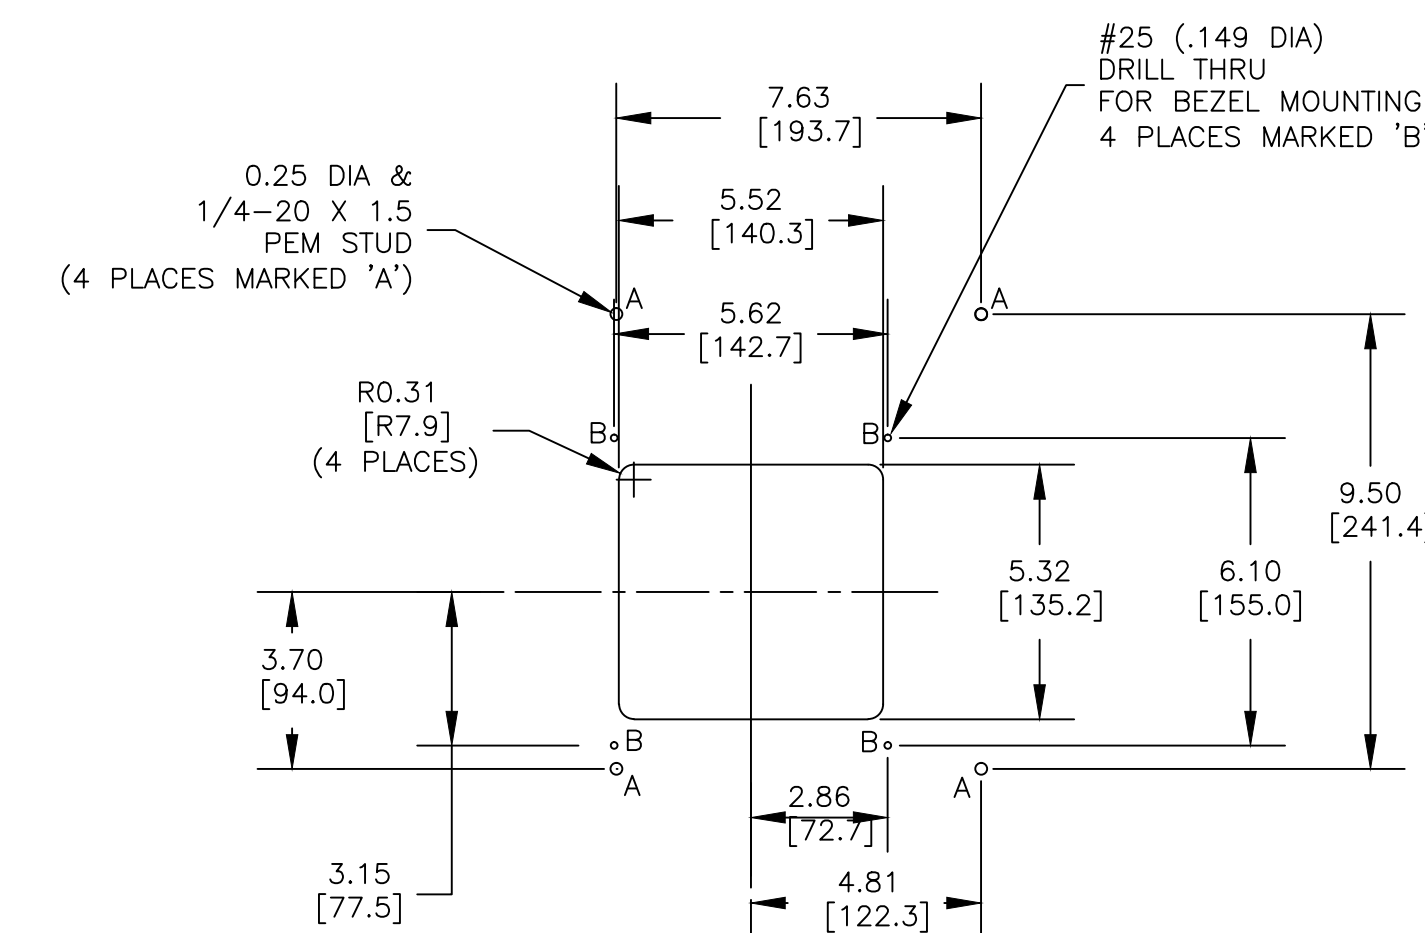 #25 (.149 DIA)
DRILL THRU
FOR BEZEL MOUNTING
4 PLACES MARKED 'B'
7.63
[193.7]
0.25 DIA &
1/4-20 X 1.5
PEM STUD
(4 PLACES MARKED 'A')
5.52
[140.3]
A
A
5.62
[142.7]
R0.31
[R7.9]
(4 PLACES)
B
B
9.50
[241.4]
5.32
[135.2]
6.10
[155.0]
3.70
[94.0]
B
B
A
A
2.86
[72.7]
3.15
[77.5]
4.81
[122.3]